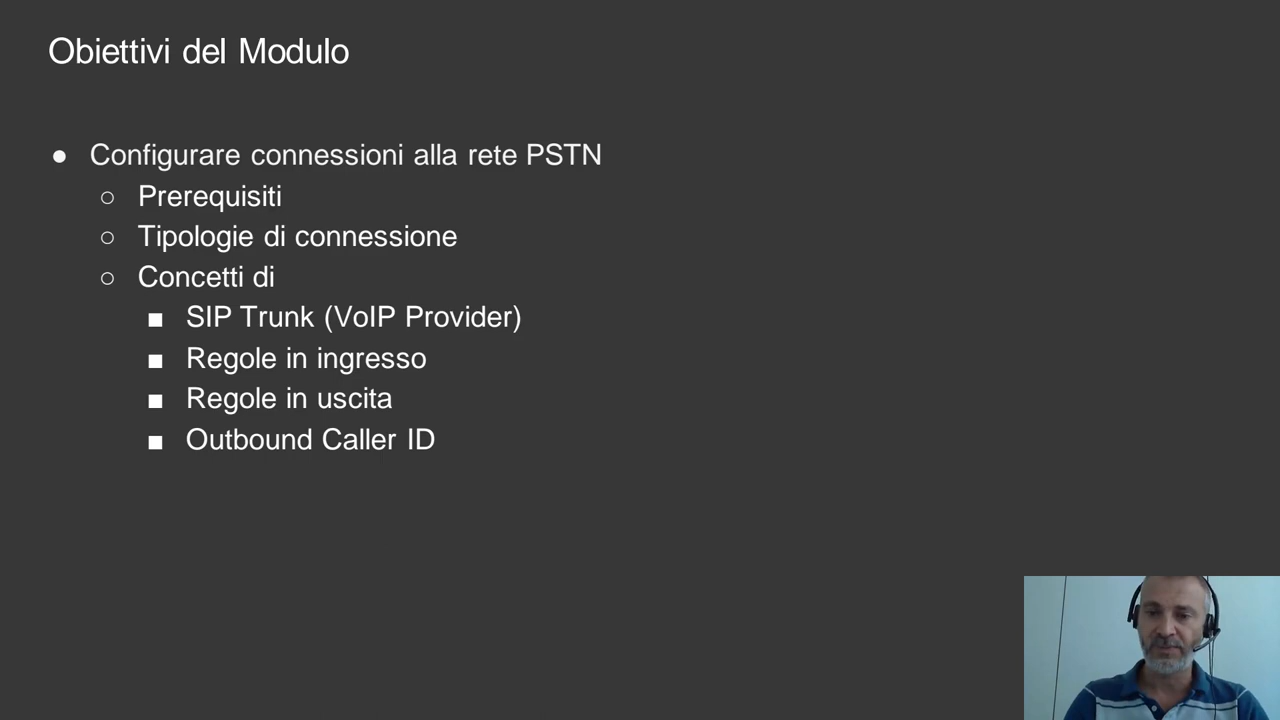 Obiettivi del Modulo
● Configurare connessioni alla rete PSTN
○ Prerequisiti
○ Tipologie di connessione
○ Concetti di
■ SIP Trunk (VoIP Provider)
■ Regole in ingresso
■ Regole in uscita
■ Outbound Caller ID